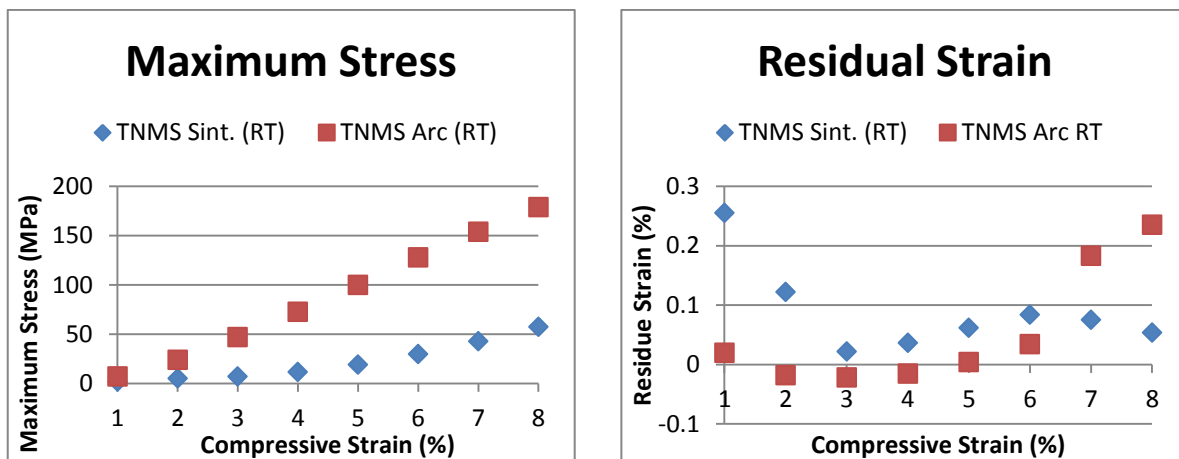 Maximum Stress
TNMS Sint. (RT) TNMS Arc (RT)
Maximum Stress (MPa)
200
150
100
50
0
1 2 3 4 5 6 7 8
Compressive Strain (%)
Residual Strain
TNMS Sint. (RT) TNMS Arc RT
Residue Strain (%)
0.3
0.2
0.1
0
-0.1
1 2 3 4 5 6 7 8
Compressive Strain (%)